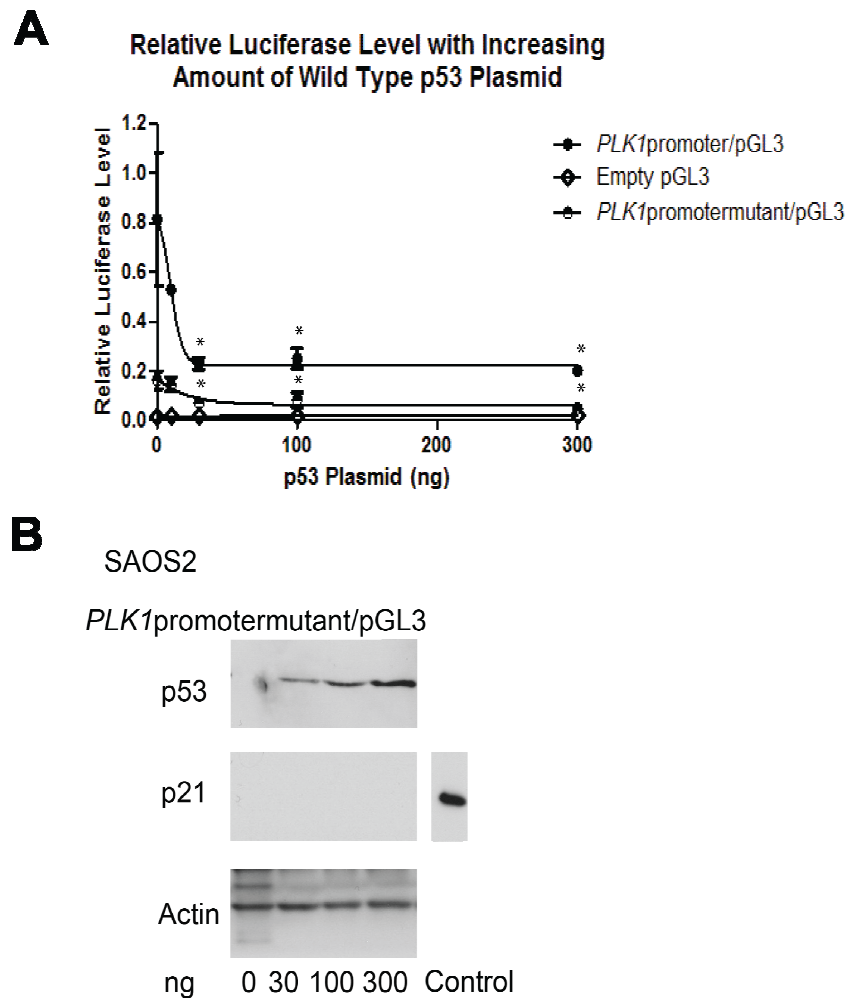 A
Relative Luciferase Level with Increasing
Amount of Wild Type p53 Plasmid
Relative Luciferase Level
1.2
1.0
0.8
0.6
0.4
0.2
0.0
* * *
* * *
0 100 200 300
p53 Plasmid (ng)
PLK1promoter/pGL3
Empty pGL3
PLK1promotermutant/pGL3
B
SAOS2
PLK1promotermutant/pGL3
p53
p21
Actin
ng 0 30 100 300 Control